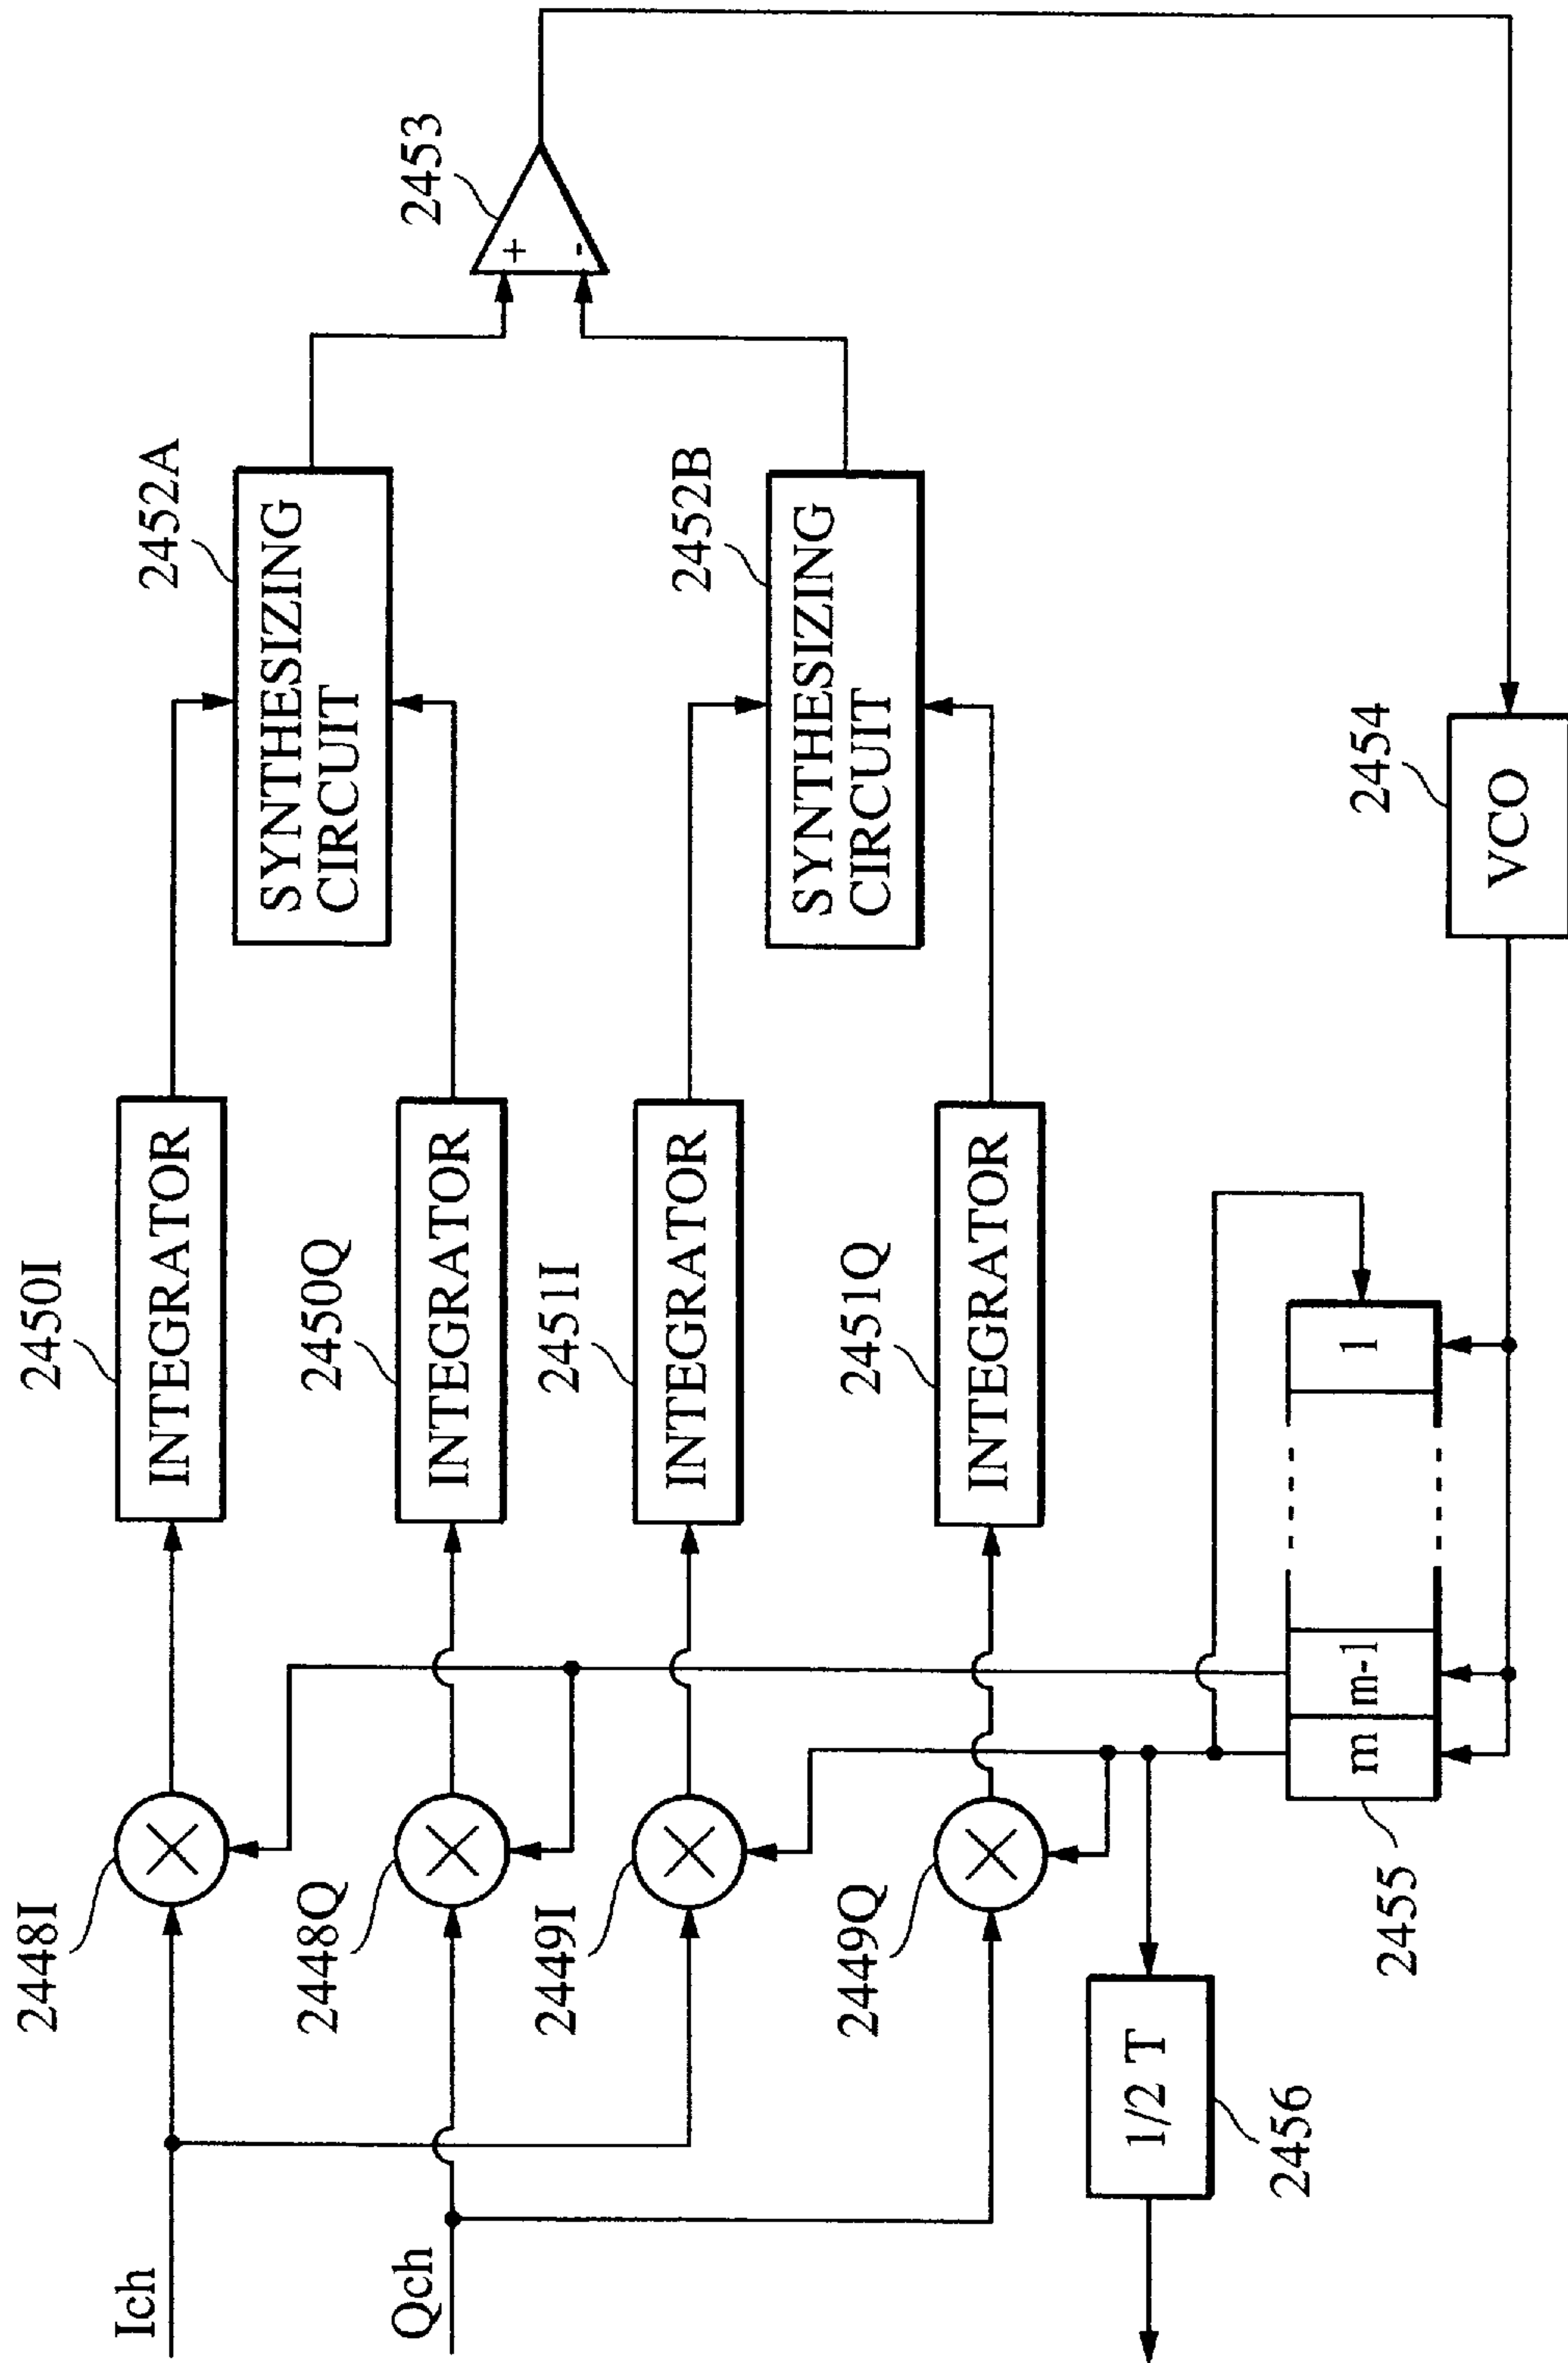 Ich
2448I
2450I
INTEGRATOR
2452A
SYNTHESIZING
CIRCUIT
Qch
2448Q
2450Q
INTEGRATOR
2453
+
-
2449I
2451I
INTEGRATOR
2452B
SYNTHESIZING
CIRCUIT
2449Q
2451Q
INTEGRATOR
1/2 T
2456
m
m-1
1
2455
2454
VCO